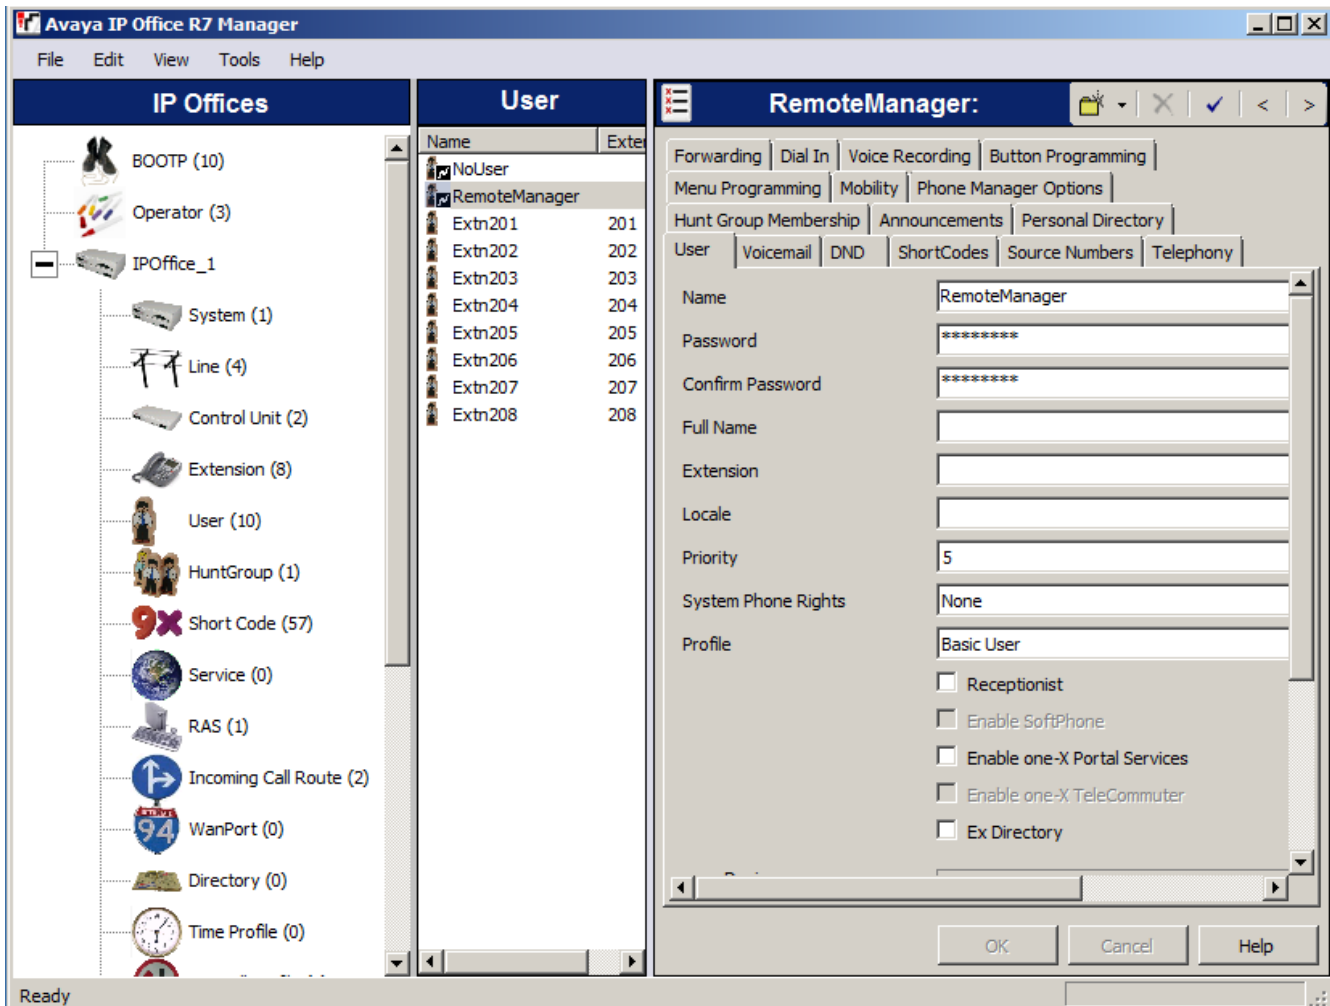 Avaya IP Office R7 Manager
File Edit View Tools Help
IP Offices
BOOTP (10)
Operator (3)
IPOffice_1
System (1)
Line (4)
Control Unit (2)
Extension (8)
User (10)
HuntGroup (1)
9x Short Code (57)
Service (0)
RAS (1)
Incoming Call Route (2)
94 WanPort (0)
Directory (0)
Time Profile (0)
User
Name Exter
NoUser
RemoteManager
Extn201 201
Extn202 202
Extn203 203
Extn204 204
Extn205 205
Extn206 206
Extn207 207
Extn208 208
RemoteManager:
Forwarding Dial In Voice Recording Button Programming
Menu Programming Mobility Phone Manager Options
Hunt Group Membership Announcements Personal Directory
User Voicemail DND ShortCodes Source Numbers Telephony
Name RemoteManager
Password ********
Confirm Password ********
Full Name
Extension
Locale
Priority 5
System Phone Rights None
Profile Basic User
Receptionist
Enable SoftPhone
Enable one-X Portal Services
Enable one-X TeleCommuter
Ex Directory
OK Cancel Help
Ready